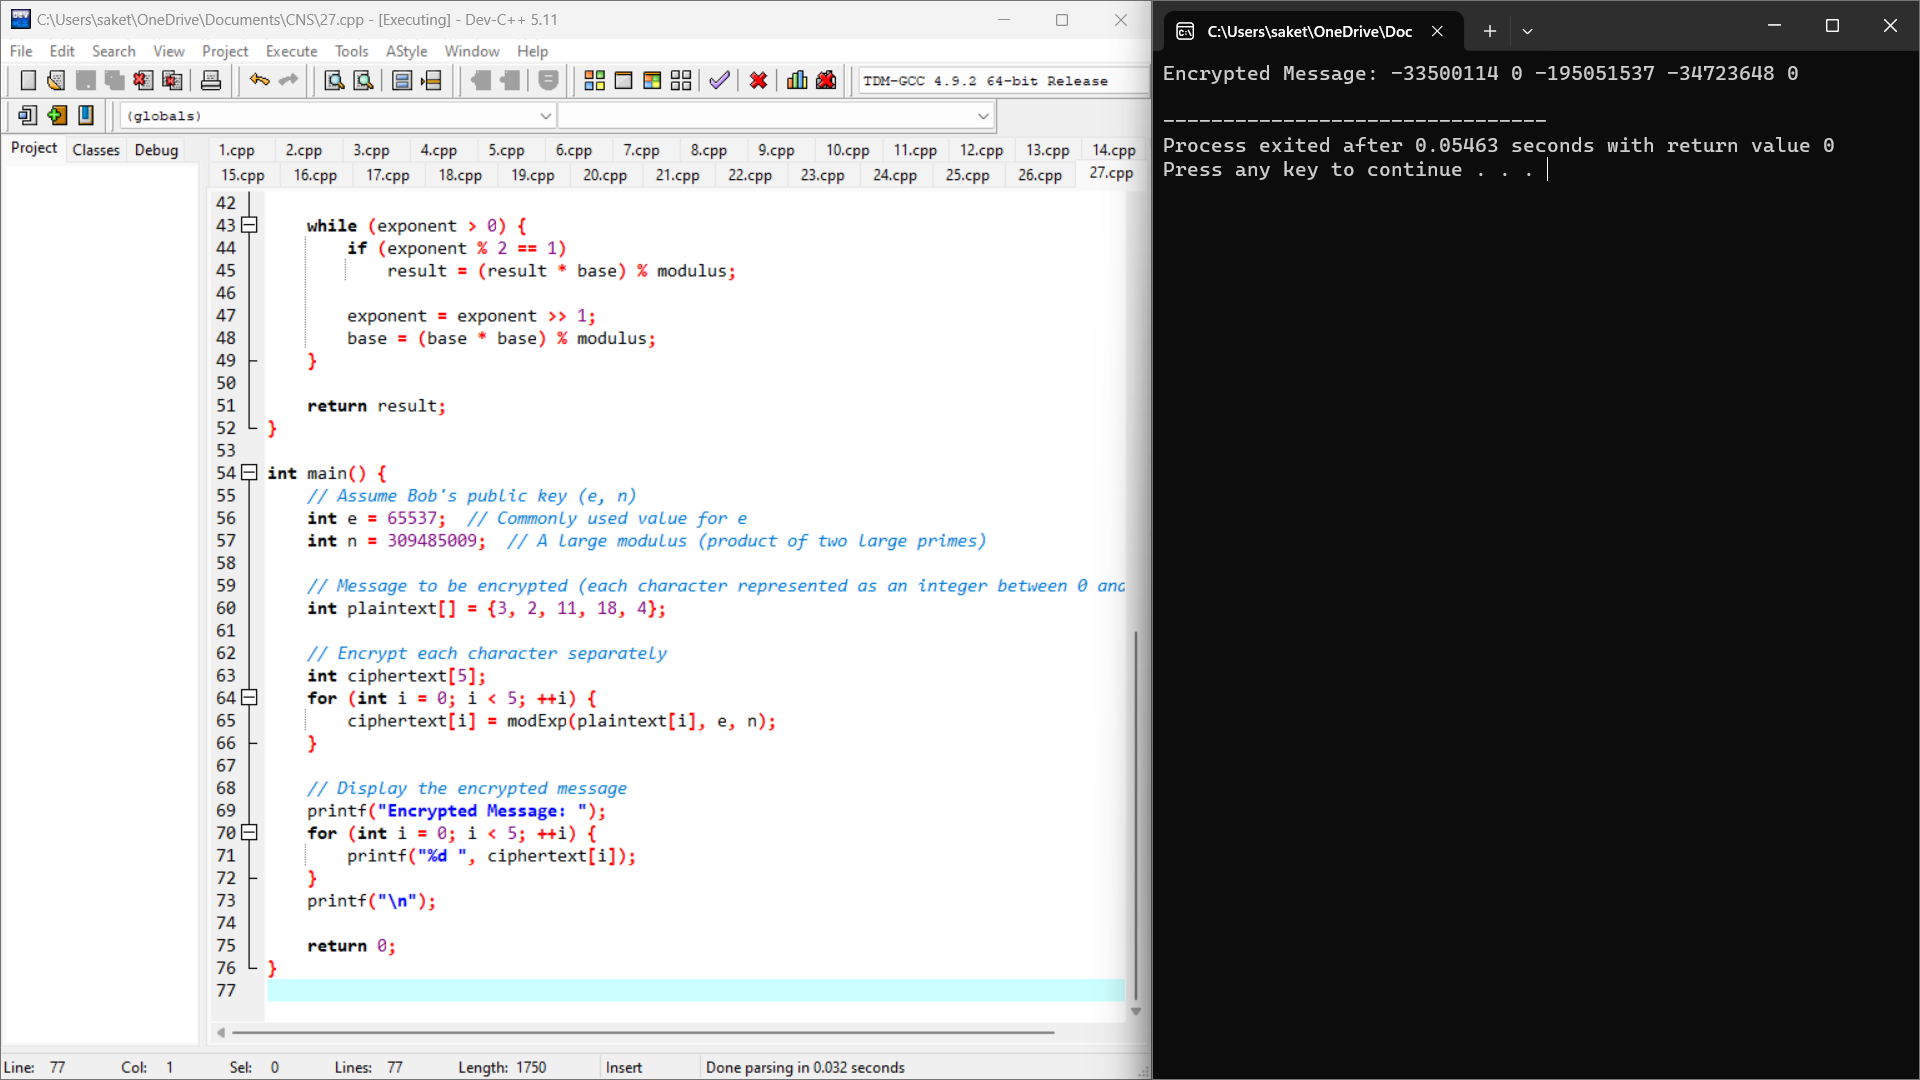 C:\Users\saket\OneDrive\Documents\CNS\27.cpp - [Executing] - Dev-C++ 5.11
File Edit Search View Project Execute Tools AStyle Window Help
TDM-GCC 4.9.2 64-bit Release
(globals)
Project Classes Debug
1.cpp 2.cpp 3.cpp 4.cpp 5.cpp 6.cpp 7.cpp 8.cpp 9.cpp 10.cpp 11.cpp 12.cpp 13.cpp 14.cpp
15.cpp 16.cpp 17.cpp 18.cpp 19.cpp 20.cpp 21.cpp 22.cpp 23.cpp 24.cpp 25.cpp 26.cpp 27.cpp
42
43 while (exponent > 0) {
44 if (exponent % 2 == 1)
45 result = (result * base) % modulus;
46
47 exponent = exponent >> 1;
48 base = (base * base) % modulus;
49 }
50
51 return result;
52 }
53
54 int main() {
55 // Assume Bob's public key (e, n)
56 int e = 65537; // Commonly used value for e
57 int n = 309485009; // A large modulus (product of two large primes)
58
59 // Message to be encrypted (each character represented as an integer between 0 and
60 int plaintext[] = {3, 2, 11, 18, 4};
61
62 // Encrypt each character separately
63 int ciphertext[5];
64 for (int i = 0; i < 5; ++i) {
65 ciphertext[i] = modExp(plaintext[i], e, n);
66 }
67
68 // Display the encrypted message
69 printf("Encrypted Message: ");
70 for (int i = 0; i < 5; ++i) {
71 printf("%d ", ciphertext[i]);
72 }
73 printf("\n");
74
75 return 0;
76 }
77
Line: 77 Col: 1 Sel: 0 Lines: 77 Length: 1750 Insert Done parsing in 0.032 seconds
C:\Users\saket\OneDrive\Doc
Encrypted Message: -33500114 0 -195051537 -34723648 0
--------------------------------
Process exited after 0.05463 seconds with return value 0
Press any key to continue . . .